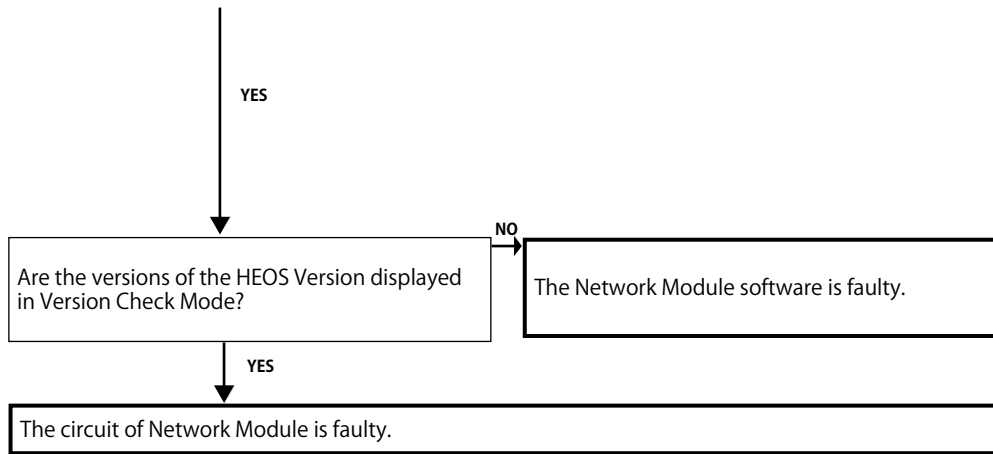 YES
NO
Are the versions of the HEOS Version displayed
in Version Check Mode?
The Network Module software is faulty.
YES
The circuit of Network Module is faulty.